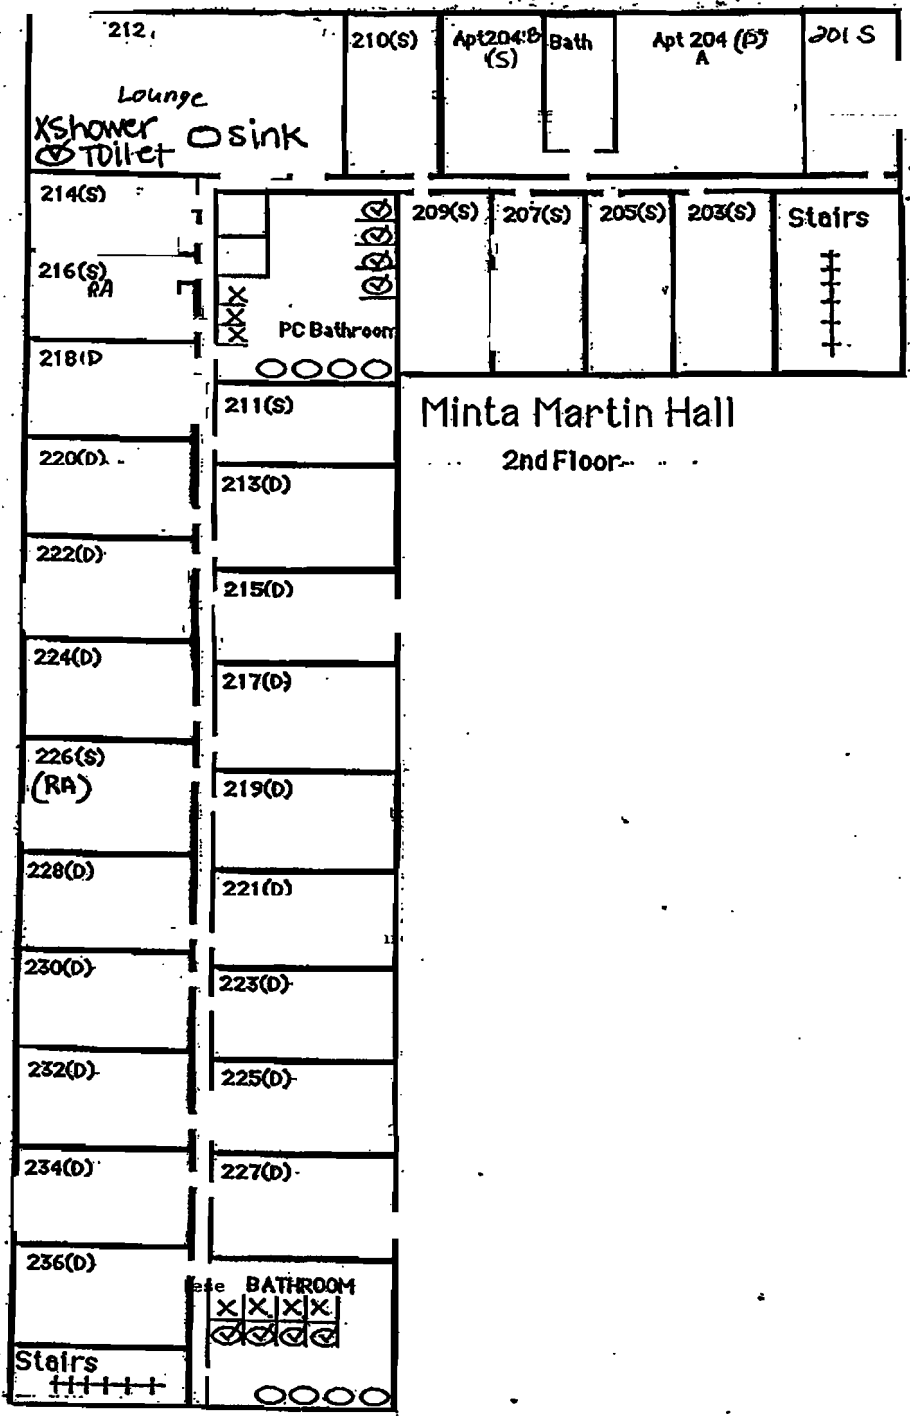 212
Lounge
XShower
Toilet
sink
210(S)
Apt204:B
(S)
Bath
Apt 204 (D)
A
201 S
214(S)
216(S)
RA
218(D
220(D)
222(D)
224(D)
226(S)
(RA)
228(D)
230(D)
232(D)
234(D)
236(D)
Stairs
209(S)
207(S)
205(S)
203(S)
Stairs
X
X
X
PC Bathroom
211(S)
213(D)
215(D)
217(D)
219(D)
221(D)
223(D)
225(D)
227(D)
BATHROOM
X X X X
Minta Martin Hall
2nd Floor